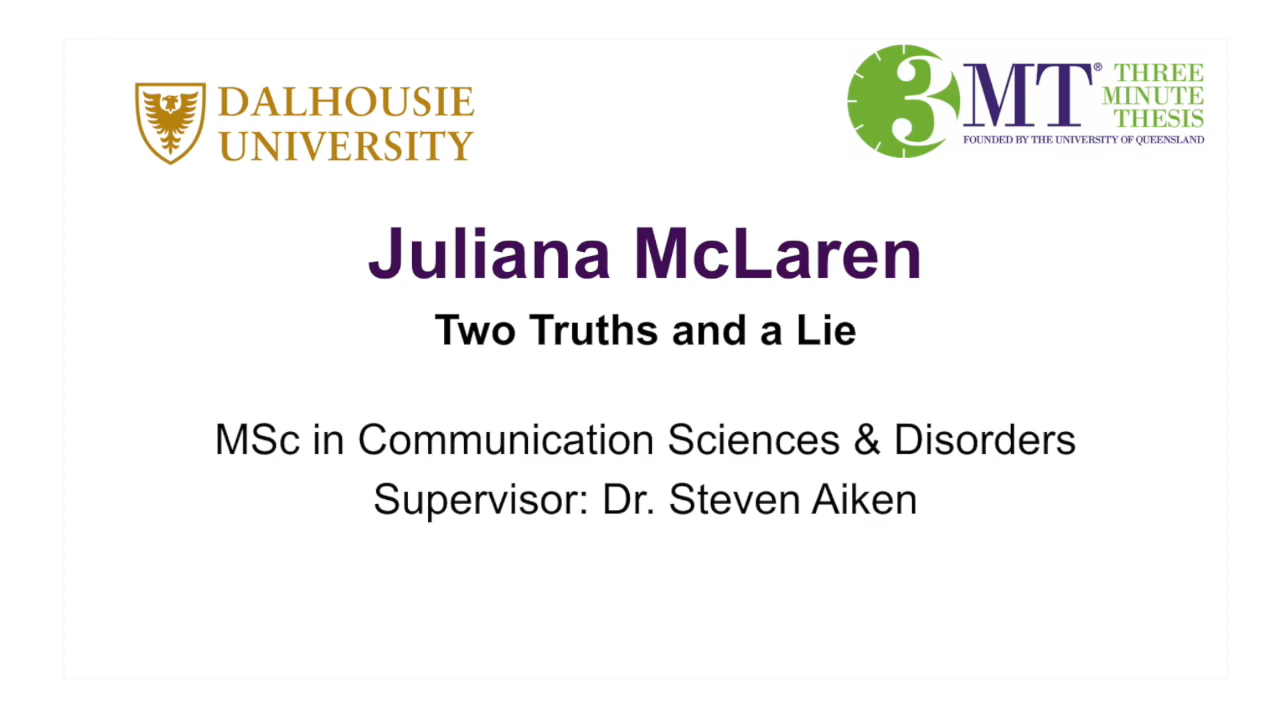 DALHOUSIE
UNIVERSITY
3MT® THREE
MINUTE
THESIS
FOUNDED BY THE UNIVERSITY OF QUEENSLAND
Juliana McLaren
Two Truths and a Lie
MSc in Communication Sciences & Disorders
Supervisor: Dr. Steven Aiken